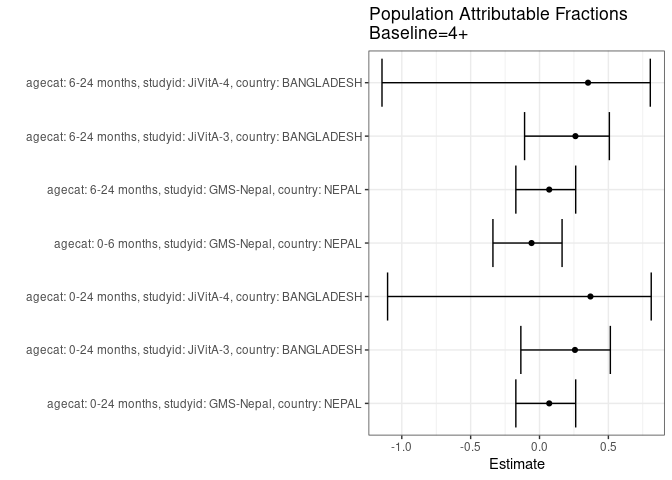 Population Attributable Fractions
Baseline=4+
agecat: 6-24 months, studyid: JiVitA-4, country: BANGLADESH
agecat: 6-24 months, studyid: JiVitA-3, country: BANGLADESH
agecat: 6-24 months, studyid: GMS-Nepal, country: NEPAL
agecat: 0-6 months, studyid: GMS-Nepal, country: NEPAL
agecat: 0-24 months, studyid: JiVitA-4, country: BANGLADESH
agecat: 0-24 months, studyid: JiVitA-3, country: BANGLADESH
agecat: 0-24 months, studyid: GMS-Nepal, country: NEPAL
-1.0 -0.5 0.0 0.5
Estimate